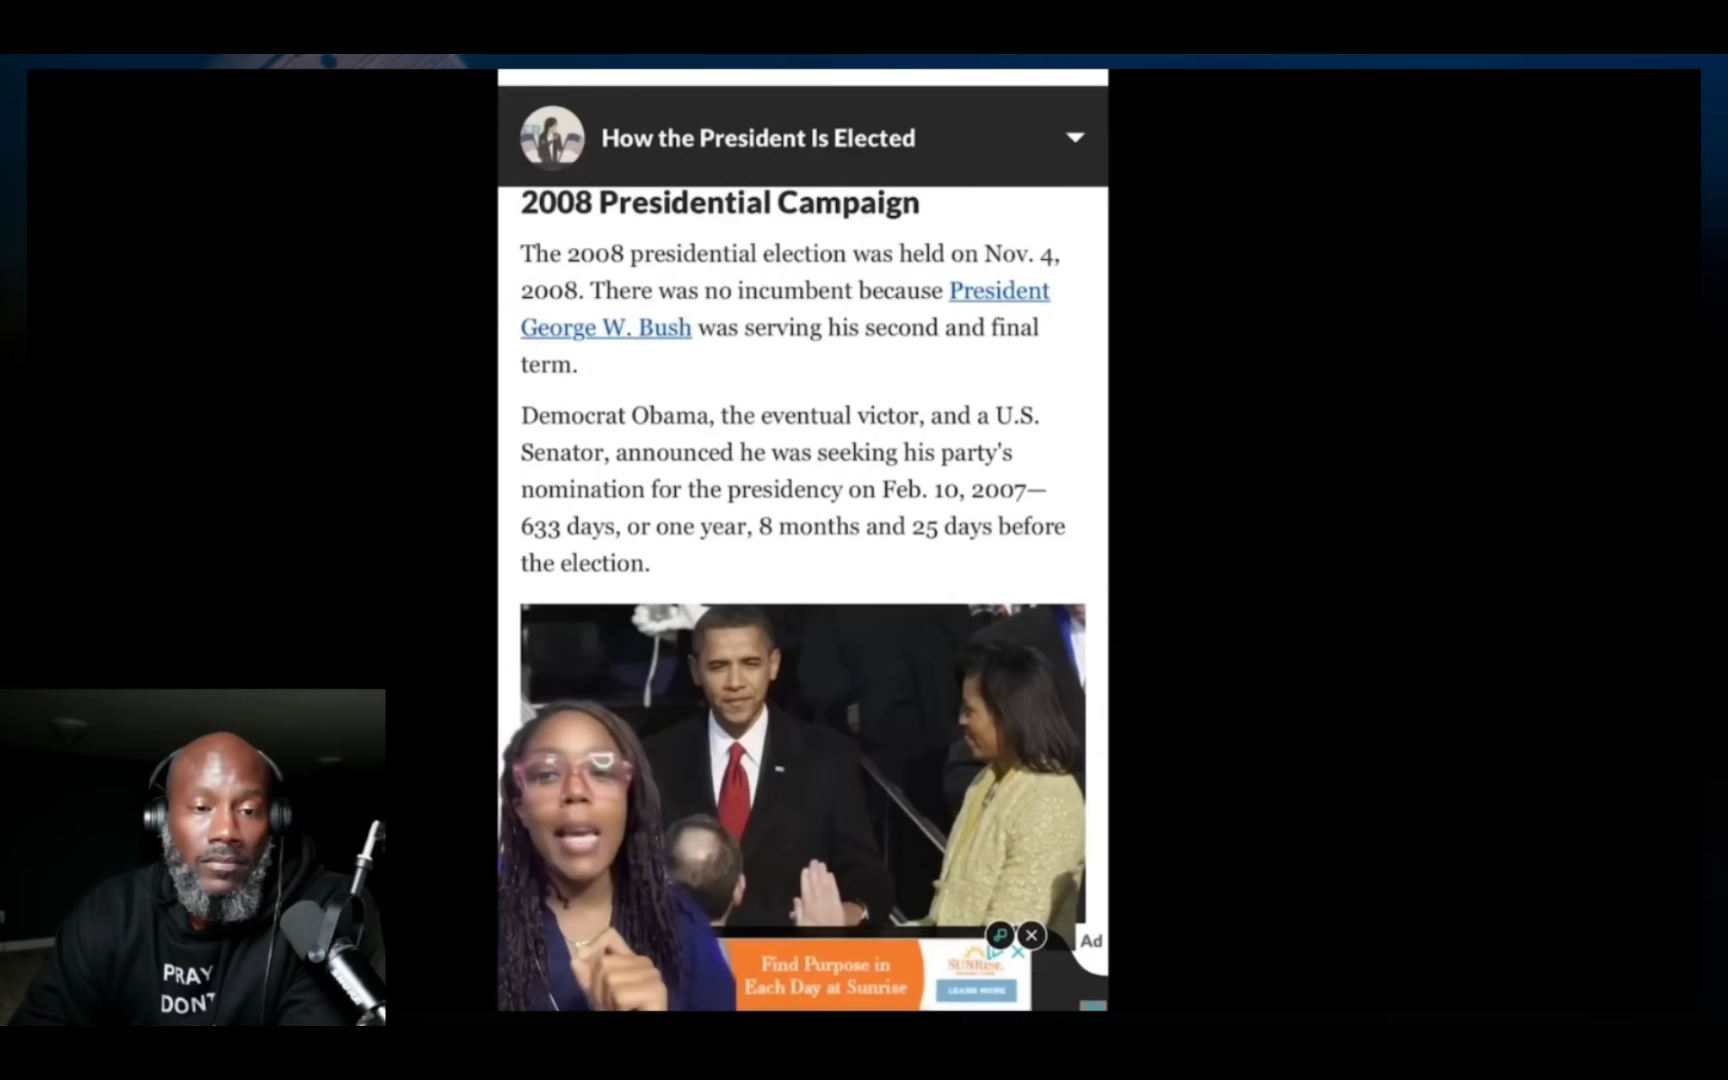 How the President Is Elected
2008 Presidential Campaign
The 2008 presidential election was held on Nov. 4,
2008. There was no incumbent because President
George W. Bush was serving his second and final
term.
Democrat Obama, the eventual victor, and a U.S.
Senator, announced he was seeking his party's
nomination for the presidency on Feb. 10, 2007—
633 days, or one year, 8 months and 25 days before
the election.
Ad
Find Purpose in
Each Day at Sunrise
SUNRISE
LEARN MORE
PRAY
DON'T